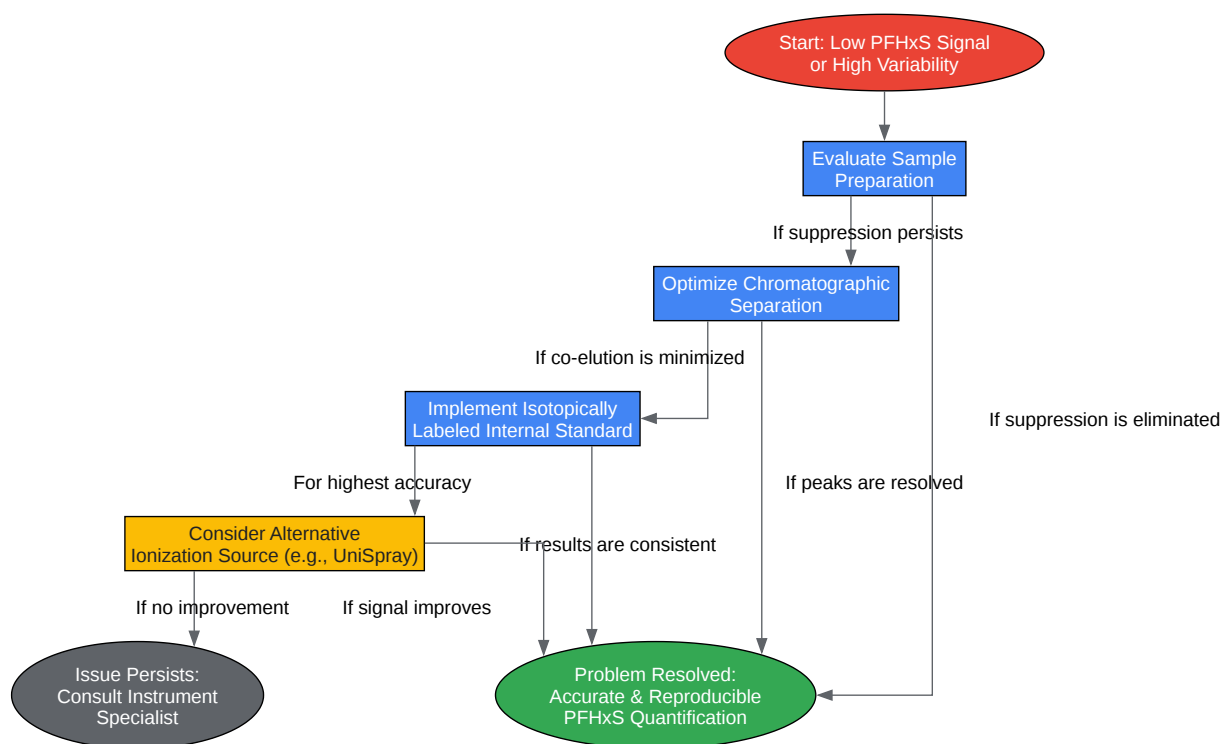 Start: Low PFHxS Signal
or High Variability
Evaluate Sample
Preparation
If suppression persists
Optimize Chromatographic
Separation
If co-elution is minimized
Implement Isotopically
Labeled Internal Standard
If suppression is eliminated
For highest accuracy
If peaks are resolved
Consider Alternative
Ionization Source (e.g., UniSpray)
If results are consistent
If no improvement
If signal improves
Issue Persists:
Consult Instrument
Specialist
Problem Resolved:
Accurate & Reproducible
PFHxS Quantification